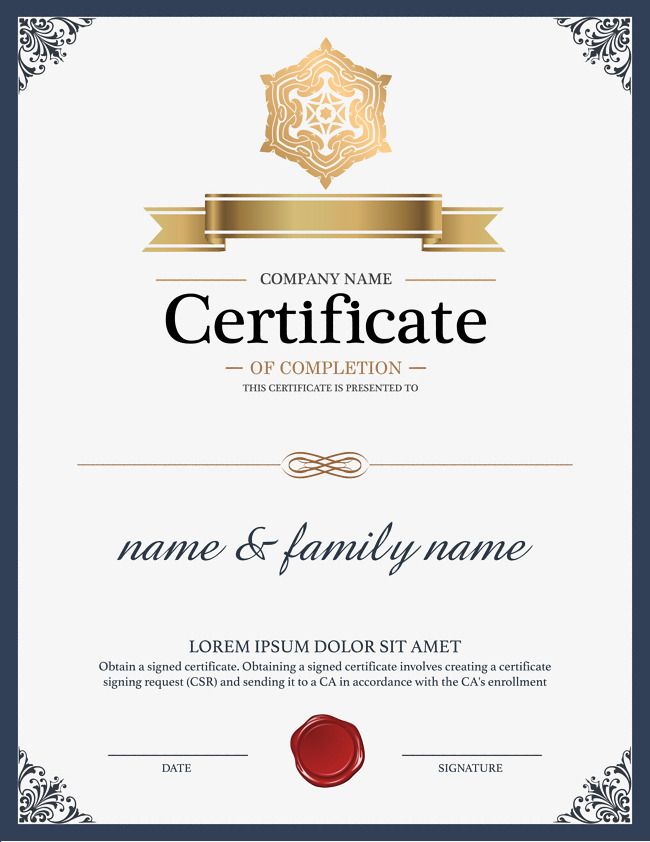 COMPANY NAME
Certificate
OF COMPLETION
THIS CERTIFICATE IS PRESENTED TO
name & family name
LOREM IPSUM DOLOR SIT AMET
Obtain a signed certificate. Obtaining a signed certificate involves creating a certificate
signing request (CSR) and sending it to a CA in accordance with the CA's enrollment
DATE SIGNATURE